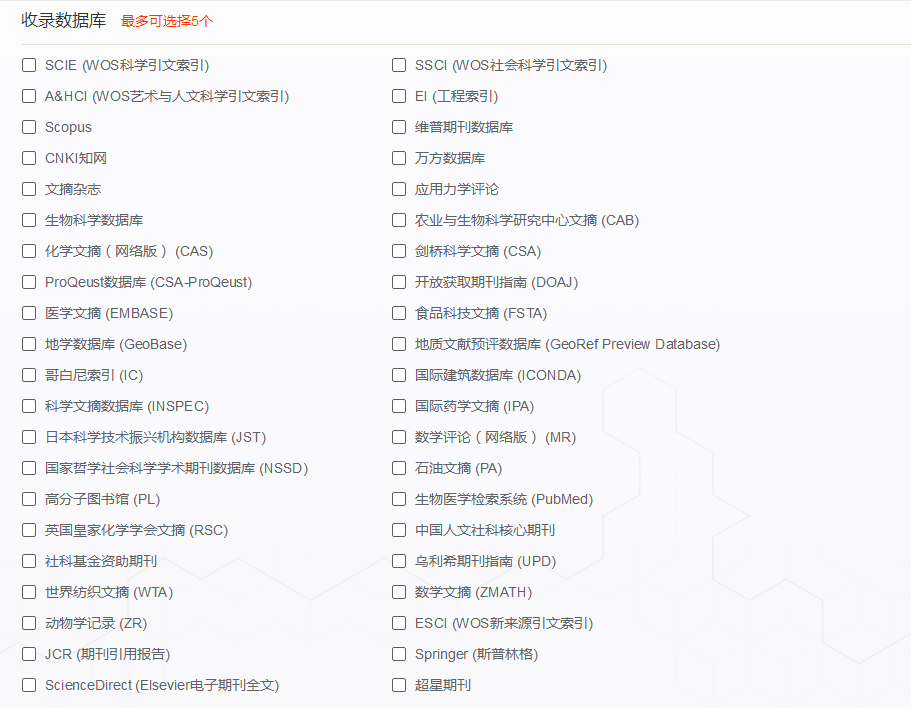 收录数据库 最多可选择5个
SCIE (WOS科学引文索引) SSCI (WOS社会科学引文索引)
A&HCI (WOS艺术与人文科学引文索引) EI (工程索引)
Scopus 维普期刊数据库
CNKI知网 万方数据库
文摘杂志 应用力学评论
生物科学数据库 农业与生物科学研究中心文摘 (CAB)
化学文摘（网络版） (CAS) 剑桥科学文摘 (CSA)
ProQeust数据库 (CSA-ProQeust) 开放获取期刊指南 (DOAJ)
医学文摘 (EMBASE) 食品科技文摘 (FSTA)
地学数据库 (GeoBase) 地质文献预评数据库 (GeoRef Preview Database)
哥白尼索引 (IC) 国际建筑数据库 (ICONDA)
科学文摘数据库 (INSPEC) 国际药学文摘 (IPA)
日本科学技术振兴机构数据库 (JST) 数学评论（网络版） (MR)
国家哲学社会科学学术期刊数据库 (NSSD) 石油文摘 (PA)
高分子图书馆 (PL) 生物医学检索系统 (PubMed)
英国皇家化学学会文摘 (RSC) 中国人文社科核心期刊
社科基金资助期刊 乌利希期刊指南 (UPD)
世界纺织文摘 (WTA) 数学文摘 (ZMATH)
动物学记录 (ZR) ESCI (WOS新来源引文索引)
JCR (期刊引用报告) Springer (斯普林格)
ScienceDirect (Elsevier电子期刊全文) 超星期刊